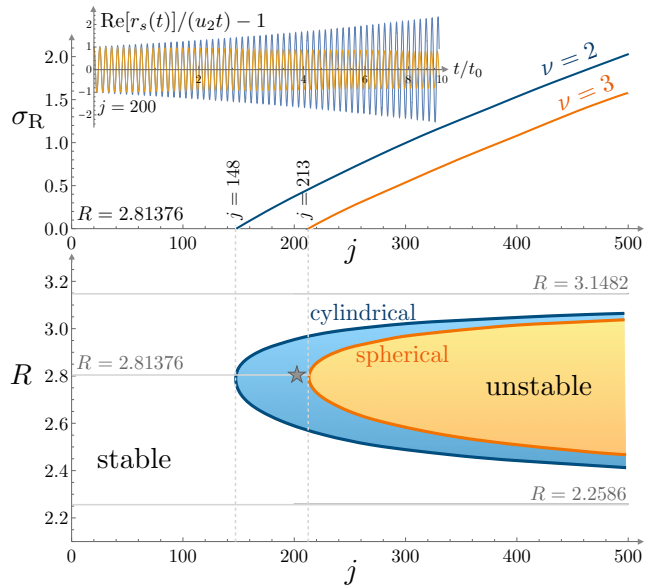 Re[r_s(t)]/(u_2t) − 1
2
1
0
−1
−2
2
4
6
8
10
t/t_0
j = 200
ν = 2
ν = 3
σ_R
2.0
1.5
1.0
0.5
0.0
j = 148
j = 213
R = 2.81376
0
100
200
300
400
500
j
R
3.2
3.0
2.8
2.6
2.4
2.2
R = 3.1482
cylindrical
spherical
R = 2.81376
unstable
stable
R = 2.2586
0
100
200
300
400
500
j